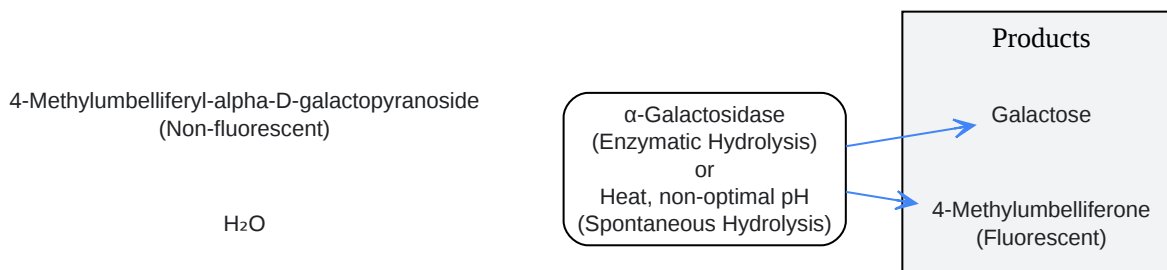 4-Methylumbelliferyl-alpha-D-galactopyranoside
(Non-fluorescent)
H₂O
α-Galactosidase
(Enzymatic Hydrolysis)
or
Heat, non-optimal pH
(Spontaneous Hydrolysis)
Products
Galactose
4-Methylumbelliferone
(Fluorescent)